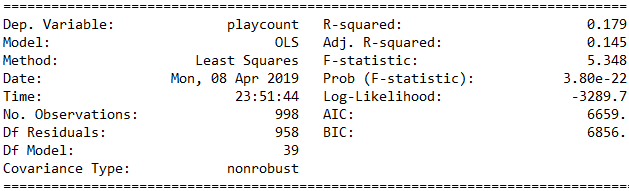 Dep. Variable: playcount R-squared: 0.179
Model: OLS Adj. R-squared: 0.145
Method: Least Squares F-statistic: 5.348
Date: Mon, 08 Apr 2019 Prob (F-statistic): 3.80e-22
Time: 23:51:44 Log-Likelihood: -3289.7
No. Observations: 998 AIC: 6659.
Df Residuals: 958 BIC: 6856.
Df Model: 39
Covariance Type: nonrobust